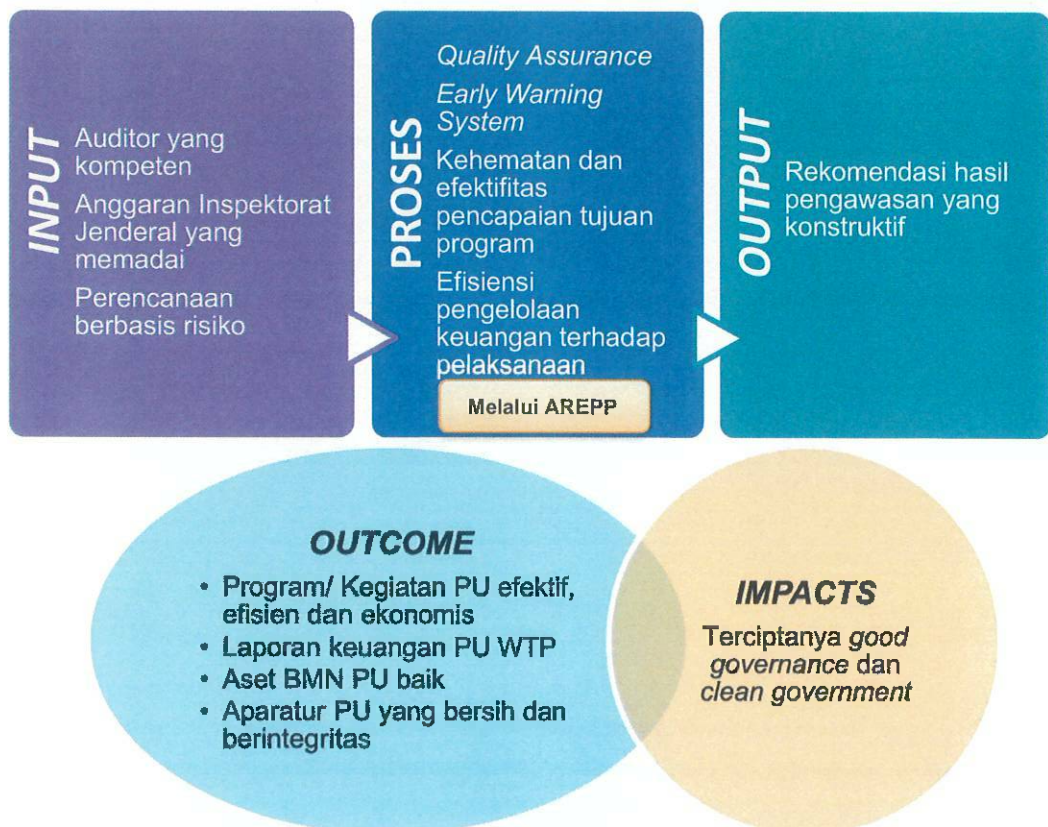 INPUT
Auditor yang
kompeten
Anggaran Inspektorat
Jenderal yang
memadai
Perencanaan
berbasis risiko
PROSES
Quality Assurance
Early Warning
System
Kehematan dan
efektifitas
pencapaian tujuan
program
Efisiensi
pengelolaan
keuangan terhadap
pelaksanaan
Melalui AREPP
OUTPUT
Rekomendasi hasil
pengawasan yang
konstruktif
OUTCOME
• Program/ Kegiatan PU efektif,
efisien dan ekonomis
• Laporan keuangan PU WTP
• Aset BMN PU baik
• Aparatur PU yang bersih dan
berintegritas
IMPACTS
Terciptanya good
governance dan
clean government